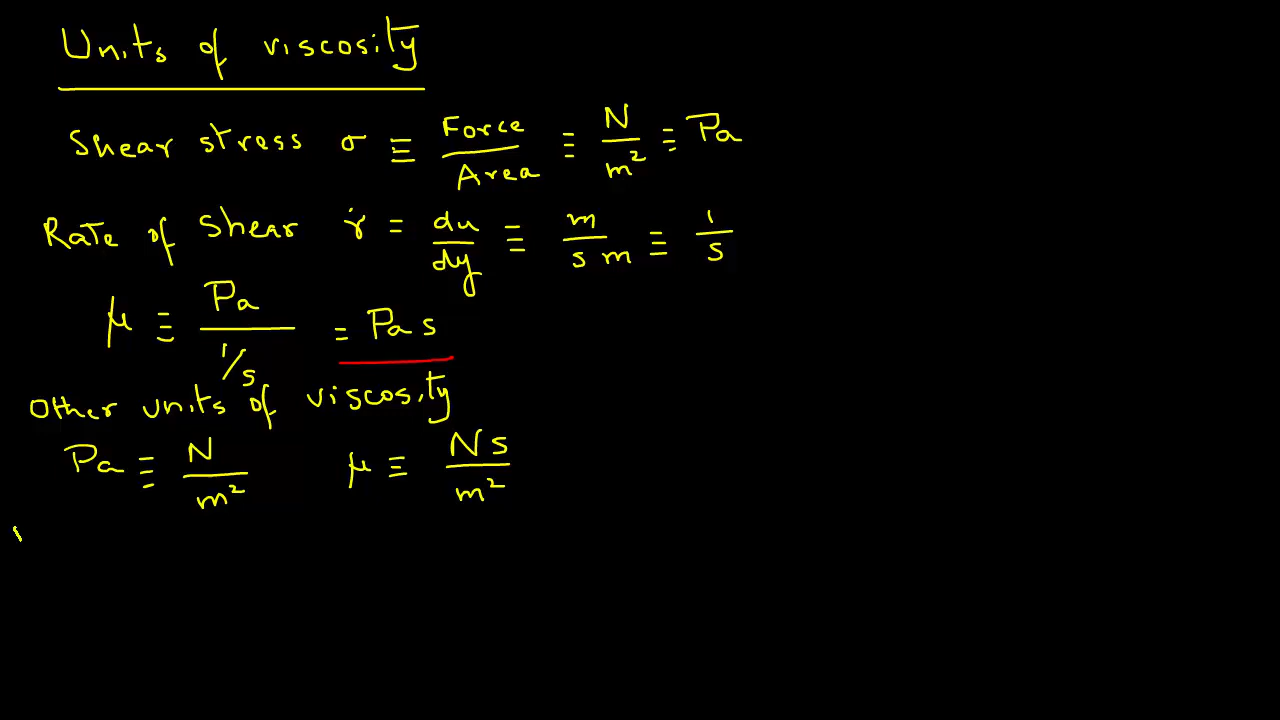 Units of viscosity
Shear stress σ ≡ Force/Area ≡ N/m² ≡ Pa
Rate of shear γ̇ = du/dy ≡ m/s m ≡ 1/s
μ ≡ Pa/1/s = Pa s
Other units of viscosity
Pa ≡ N/m² μ ≡ N s/m²